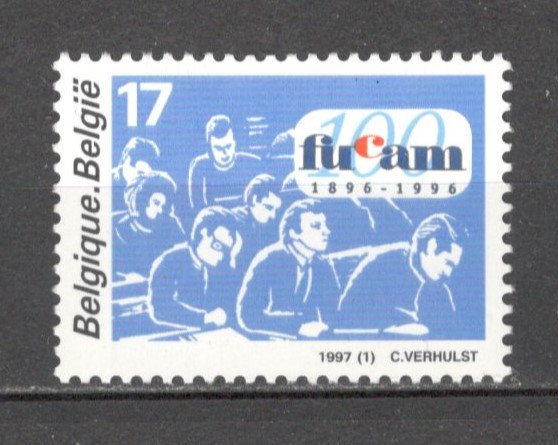 Belgique.België
17
100
fucam
1896-1996
1997 (1) C.VERHULST